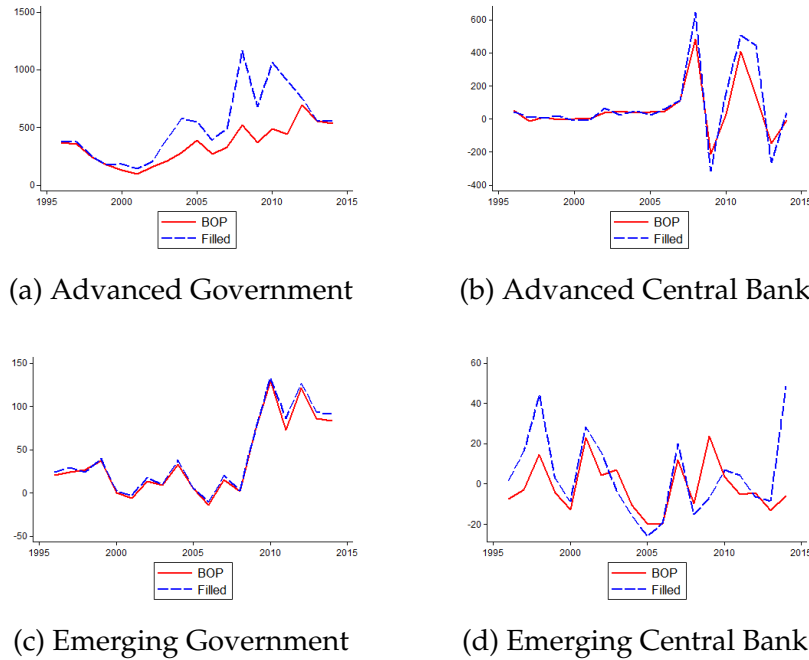 1500
1000
500
0
1995 2000 2005 2010 2015
BOP
Filled
(a) Advanced Government
600
400
200
0
-200
-400
1995 2000 2005 2010 2015
BOP
Filled
(b) Advanced Central Bank
150
100
50
0
-50
1995 2000 2005 2010 2015
BOP
Filled
(c) Emerging Government
60
40
20
0
-20
1995 2000 2005 2010 2015
BOP
Filled
(d) Emerging Central Bank